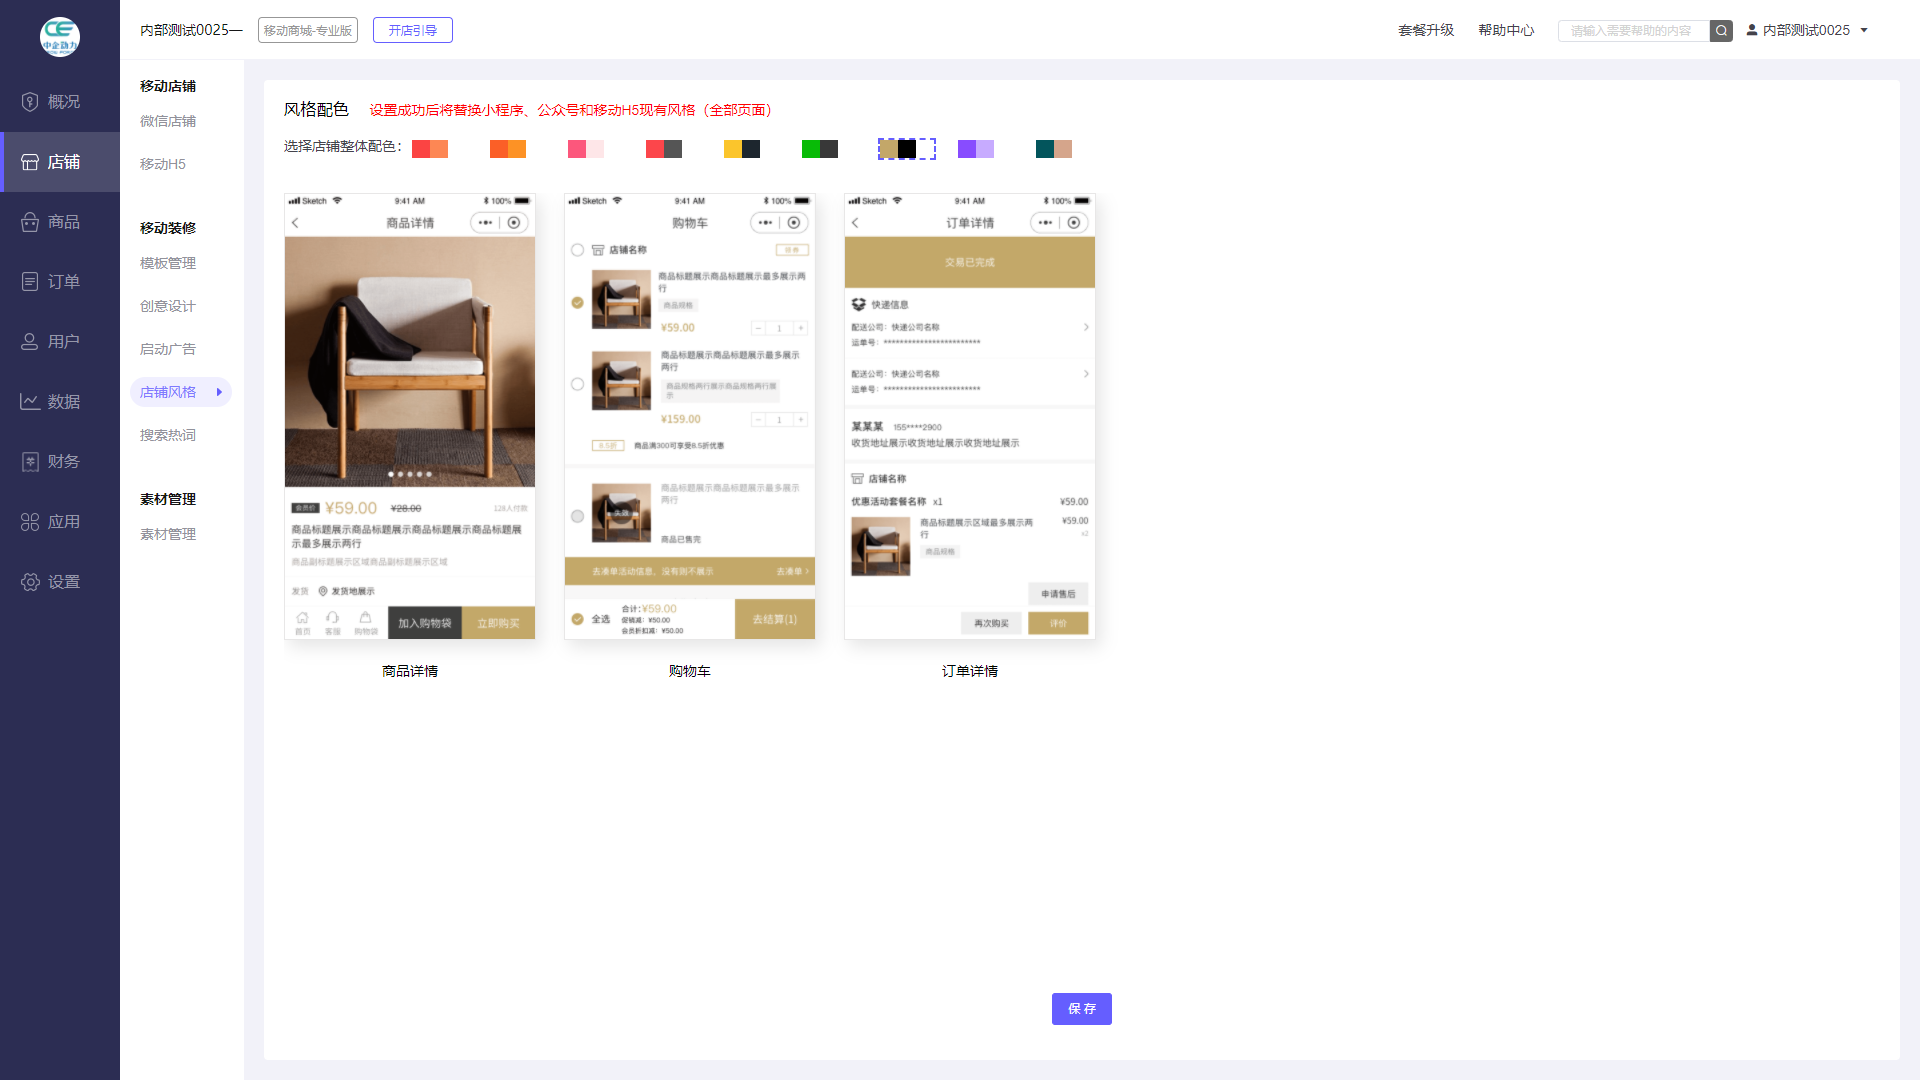 中企动力
内部测试0025一
移动商城-专业版
开店引导
套餐升级
帮助中心
请输入需要帮助的内容
内部测试0025
概况
店铺
商品
订单
用户
数据
财务
应用
设置
移动店铺
微信店铺
移动H5
移动装修
模板管理
创意设计
启动广告
店铺风格
搜索热词
素材管理
素材管理
风格配色
设置成功后将替换小程序、公众号和移动H5现有风格（全部页面）
选择店铺整体配色：
Sketch 9:41 AM 100%
商品详情
会员价 ¥59.00 ¥28.00 128人付款
商品标题展示商品标题展示商品标题展示商品标题展
示最多展示两行
商品副标题展示区域商品副标题展示区域
发货 发货地展示
首页 客服 购物袋 加入购物袋 立即购买
商品详情
Sketch 9:41 AM 100%
购物车
店铺名称
商品标题展示商品标题展示最多展示两
行
商品规格
¥59.00 − 1 +
商品标题展示商品标题展示最多展示
两行
商品规格两行展示商品规格两行展
示
¥159.00 − 1 +
8.5折 商品满300可享受8.5折优惠
商品标题展示商品标题展示最多展示
两行
失效
商品已售完
去凑单活动信息，没有则不展示 去凑单
全选
合计：¥59.00
促销减：¥50.00
会员折扣减：¥50.00
去结算(1)
购物车
Sketch 9:41 AM 100%
订单详情
交易已完成
快递信息
配送公司：快递公司名称
运单号：************************
配送公司：快递公司名称
运单号：************************
某某某 155****2900
收货地址展示收货地址展示收货地址展示
店铺名称
优惠活动套餐名称 x1 ¥59.00
商品标题展示区域最多展示两 ¥59.00
行 x2
商品规格
申请售后
再次购买 评价
订单详情
保 存